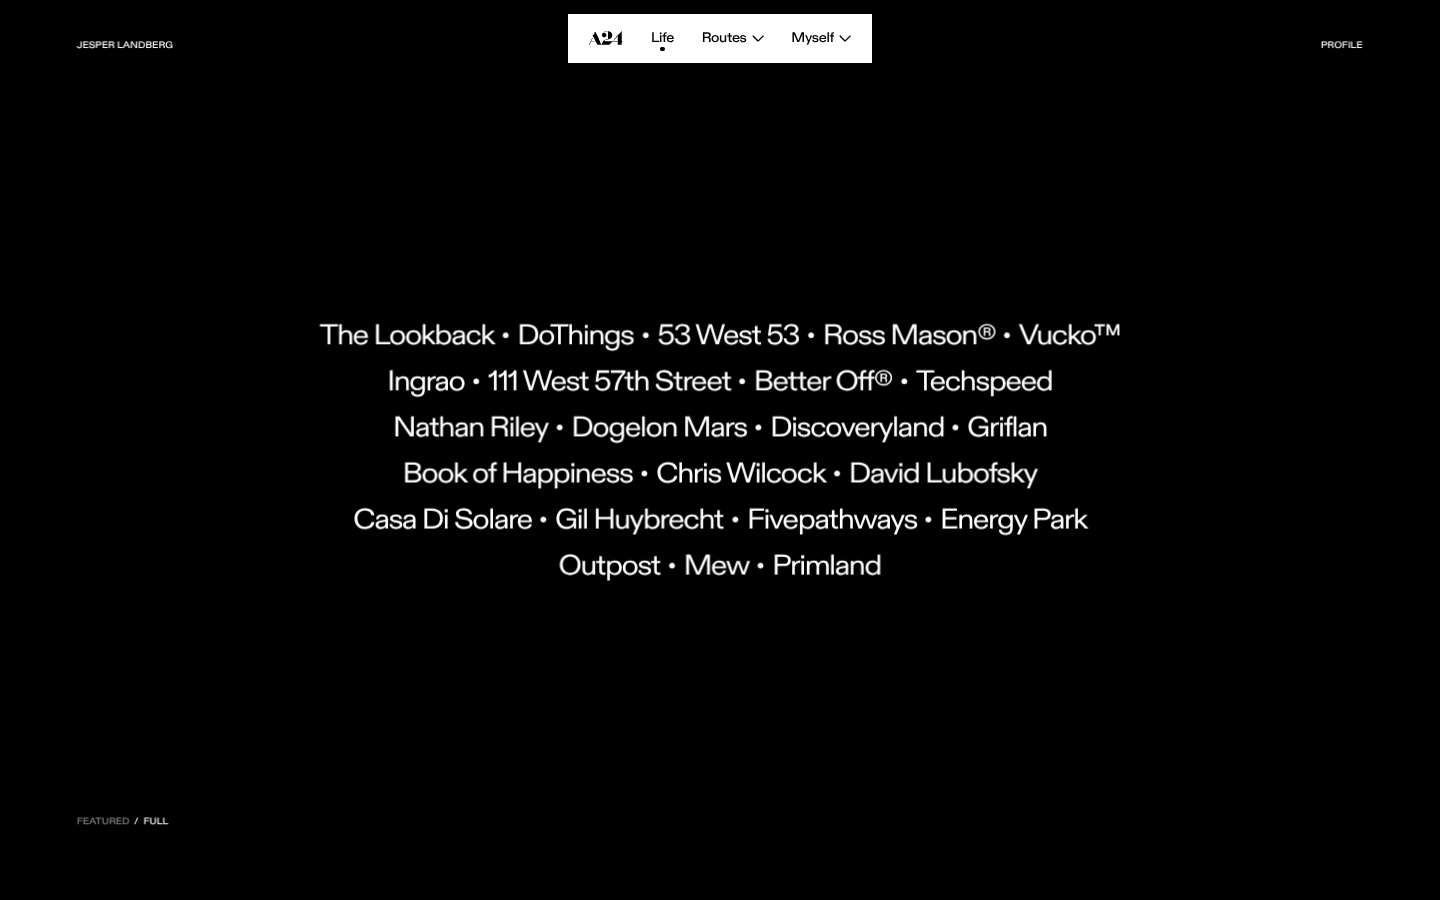 JESPER LANDBERG
A24 Life Routes Myself
PROFILE
The Lookback • DoThings • 53 West 53 • Ross Mason® • Vucko™
Ingrao • 111 West 57th Street • Better Off® • Techspeed
Nathan Riley • Dogelon Mars • Discoveryland • Griflan
Book of Happiness • Chris Wilcock • David Lubofsky
Casa Di Solare • Gil Huybrecht • Fivepathways • Energy Park
Outpost • Mew • Primland
FEATURED / FULL